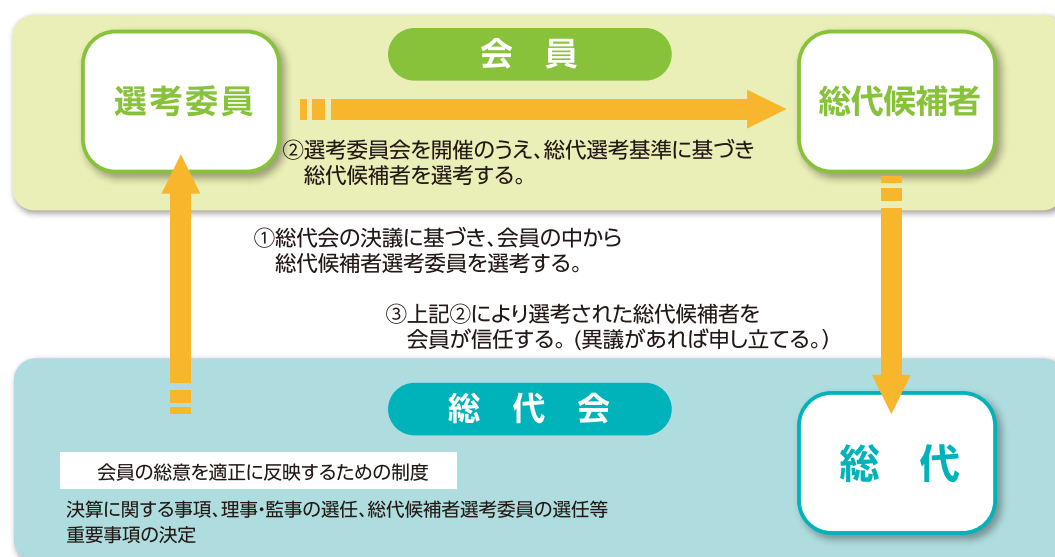 会 員
選考委員
総代候補者
②選考委員会を開催のうえ、総代選考基準に基づき
総代候補者を選考する。
①総代会の決議に基づき、会員の中から
総代候補者選考委員を選考する。
③上記②により選考された総代候補者を
会員が信任する。(異議があれば申し立てる。)
総 代 会
会員の総意を適正に反映するための制度
決算に関する事項、理事・監事の選任、総代候補者選考委員の選任等
重要事項の決定
総 代